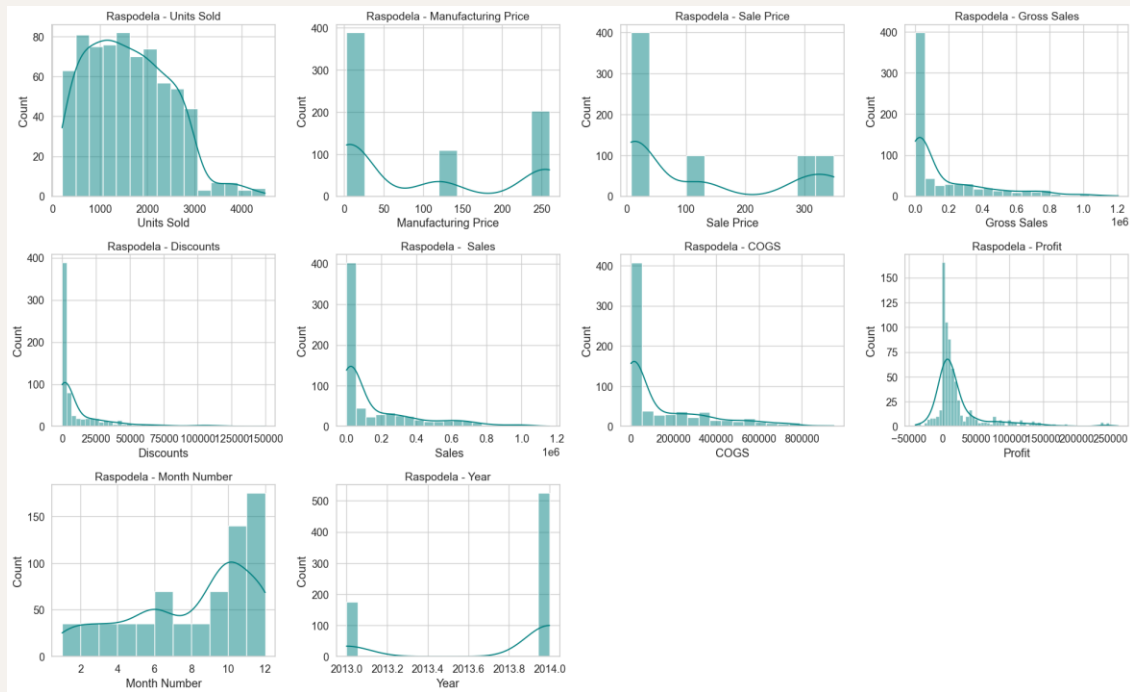 Raspodela - Units Sold
Count
80
60
40
20
0
1000 2000 3000 4000
Units Sold
Raspodela - Manufacturing Price
Count
400
300
200
100
0
0 50 100 150 200 250
Manufacturing Price
Raspodela - Sale Price
Count
400
300
200
100
0
0 100 200 300
Sale Price
Raspodela - Gross Sales
Count
400
300
200
100
0
0.0 0.2 0.4 0.6 0.8 1.0 1.2
1e6
Gross Sales
Raspodela - Discounts
Count
400
300
200
100
0
0 25000 50000 75000 100000 125000 150000
Discounts
Raspodela -  Sales
Count
400
300
200
100
0
0.0 0.2 0.4 0.6 0.8 1.0 1.2
1e6
Sales
Raspodela - COGS
Count
400
300
200
100
0
0 200000 400000 600000 800000
COGS
Raspodela - Profit
Count
150
125
100
75
50
25
0
-50000 0 50000 100000 150000 200000 250000
Profit
Raspodela - Month Number
Count
150
100
50
0
2 4 6 8 10 12
Month Number
Raspodela - Year
Count
500
400
300
200
100
0
2013.0 2013.2 2013.4 2013.6 2013.8 2014.0
Year